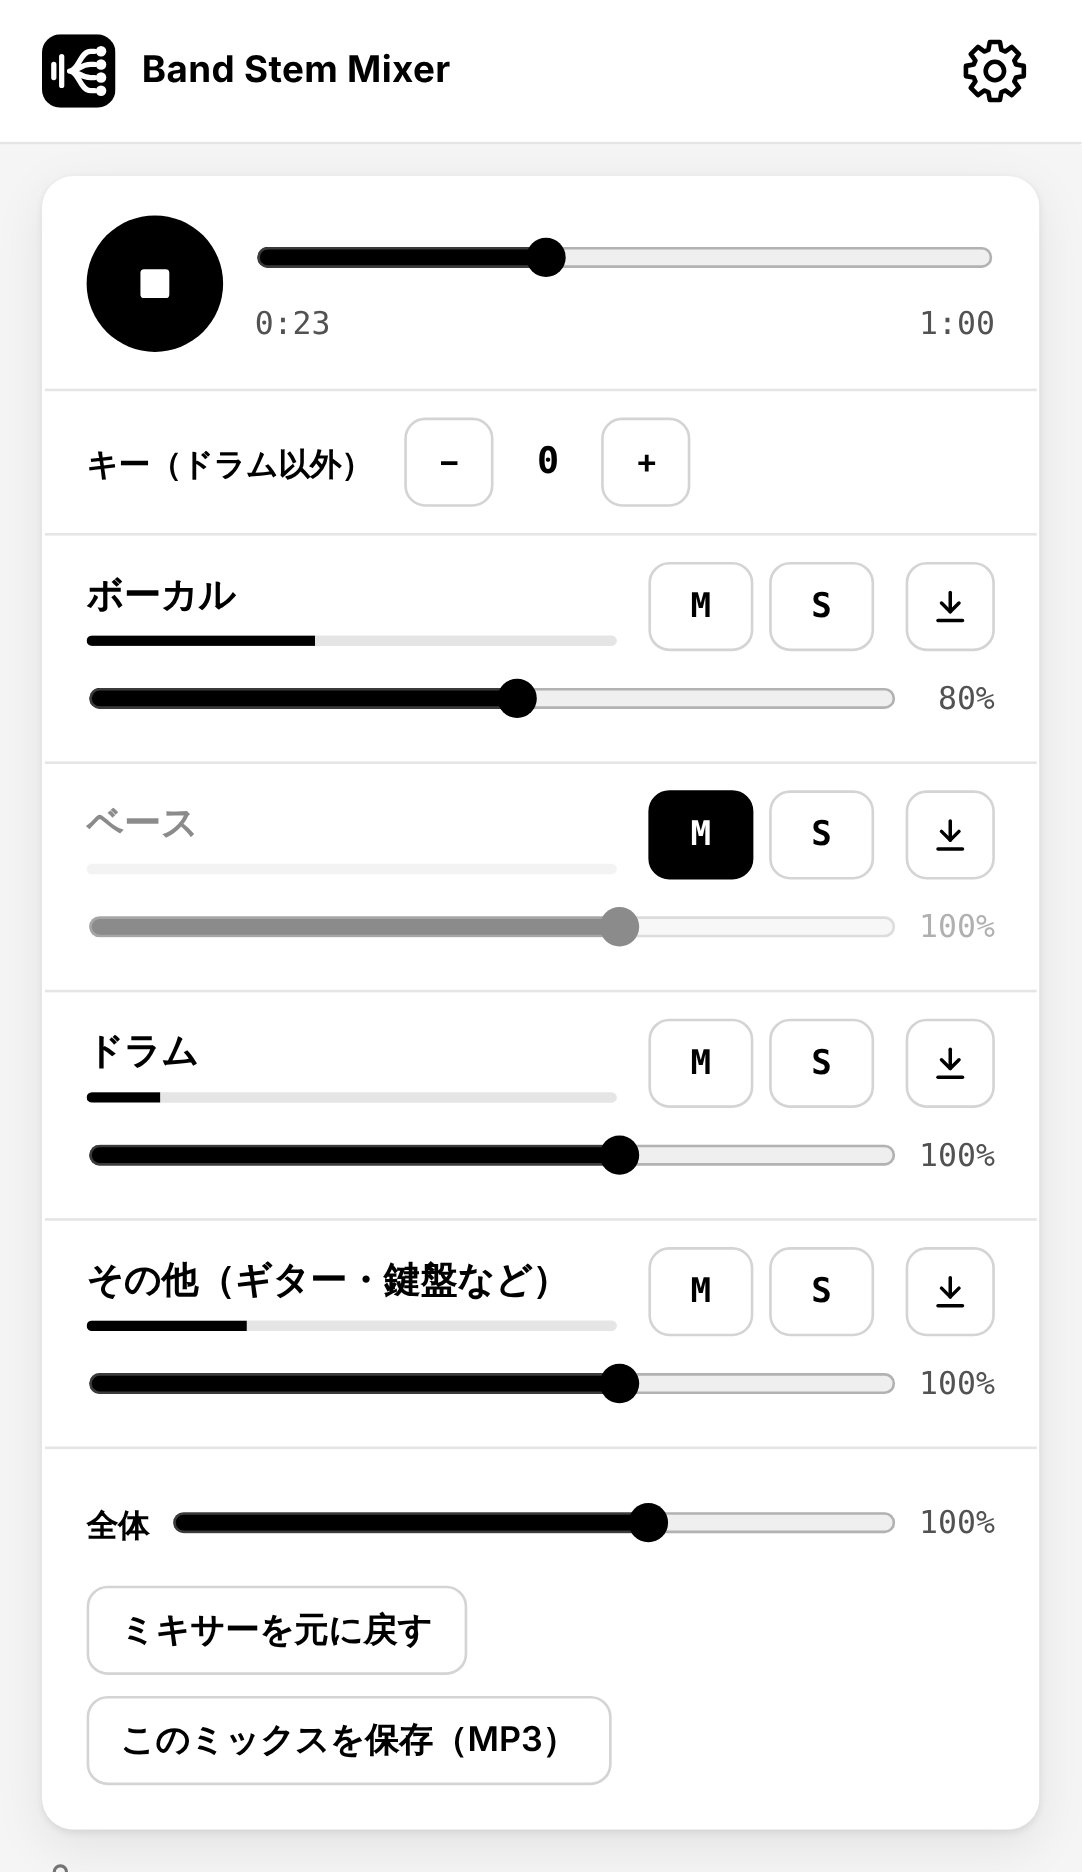 Band Stem Mixer
0:23 1:00
キー（ドラム以外） − 0 +
ボーカル M S
80%
ベース M S
100%
ドラム M S
100%
その他（ギター・鍵盤など） M S
100%
全体 100%
ミキサーを元に戻す
このミックスを保存（MP3）